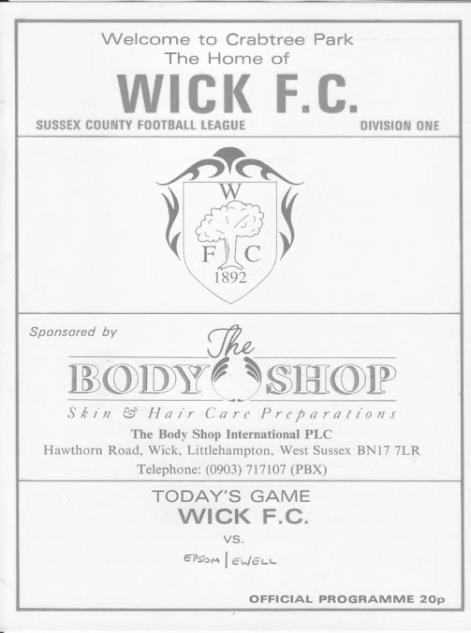 Welcome to Crabtree Park
The Home of
WICK F.C.
SUSSEX COUNTY FOOTBALL LEAGUE DIVISION ONE
W
F C
1892
Sponsored by
The
BODY SHOP
Skin & Hair Care Preparations
The Body Shop International PLC
Hawthorn Road, Wick, Littlehampton, West Sussex BN17 7LR
Telephone: (0903) 717107 (PBX)
TODAY'S GAME
WICK F.C.
VS.
EPSOM | EWELL
OFFICIAL PROGRAMME 20p